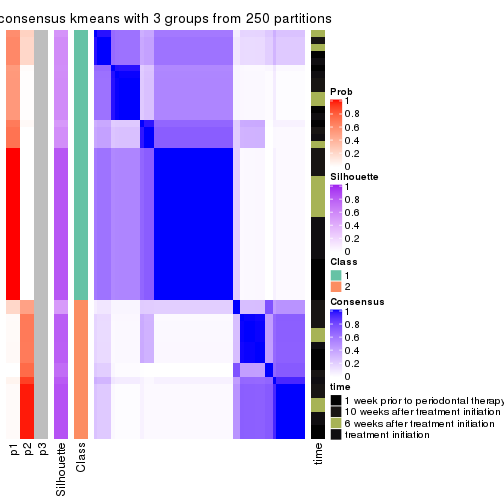 consensus kmeans with 3 groups from 250 partitions
Prob
1
0.8
0.6
0.4
0.2
0
Silhouette
1
0.8
0.6
0.4
0.2
0
Class
1
2
Consensus
1
0.8
0.6
0.4
0.2
0
time
1 week prior to periodontal therapy
10 weeks after treatment initiation
6 weeks after treatment initiation
treatment initiation
p1
p2
p3
Silhouette
Class
time